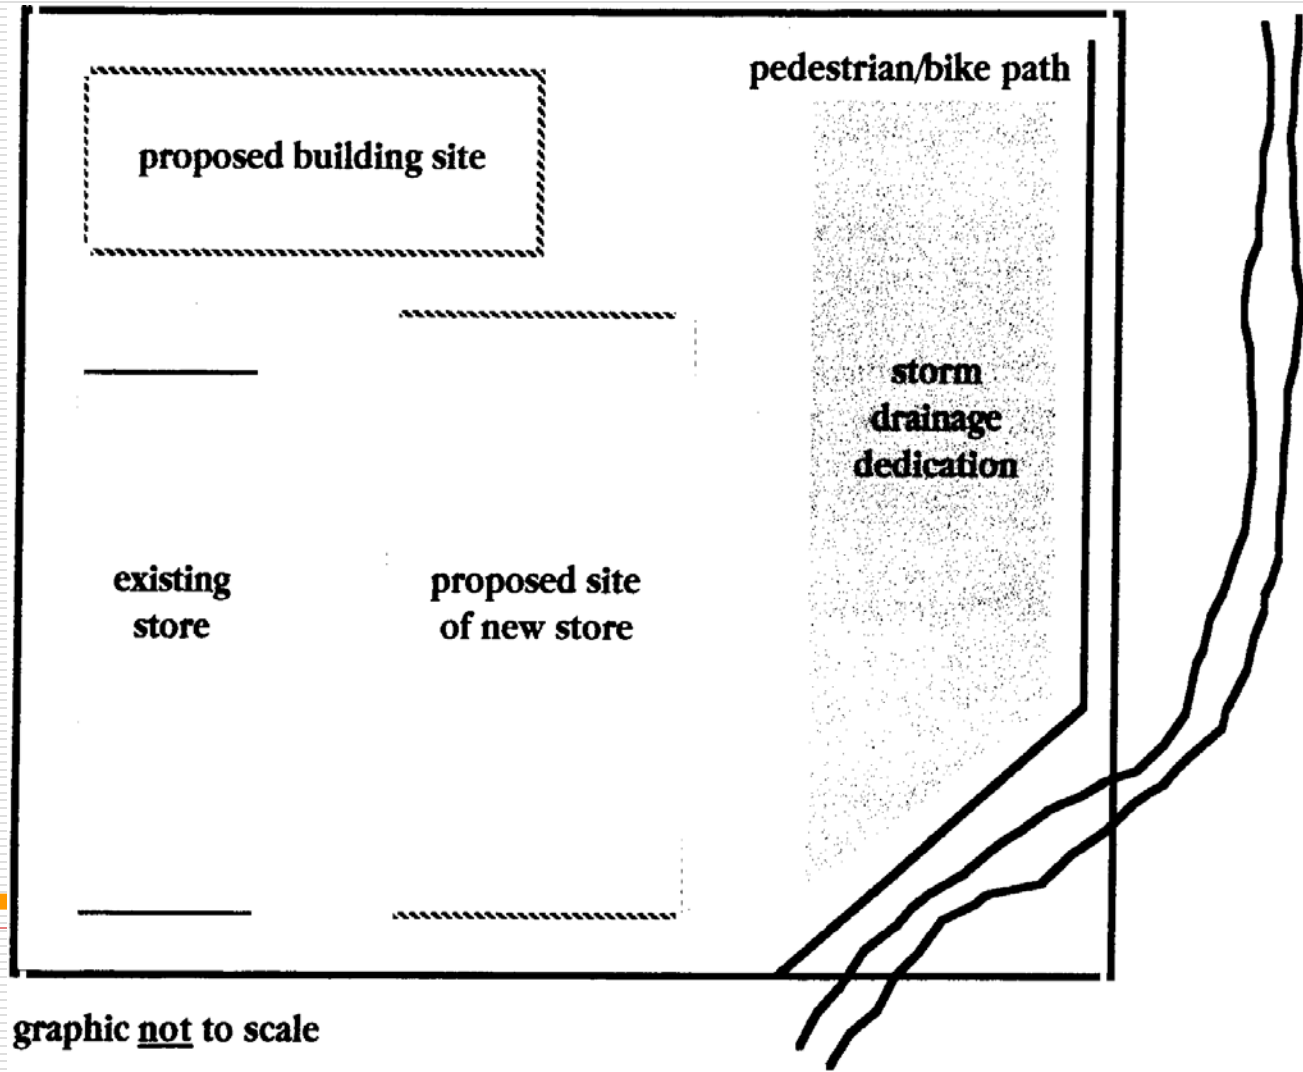 pedestrian/bike path
proposed building site
storm
drainage
dedication
existing
store
proposed site
of new store
graphic not to scale